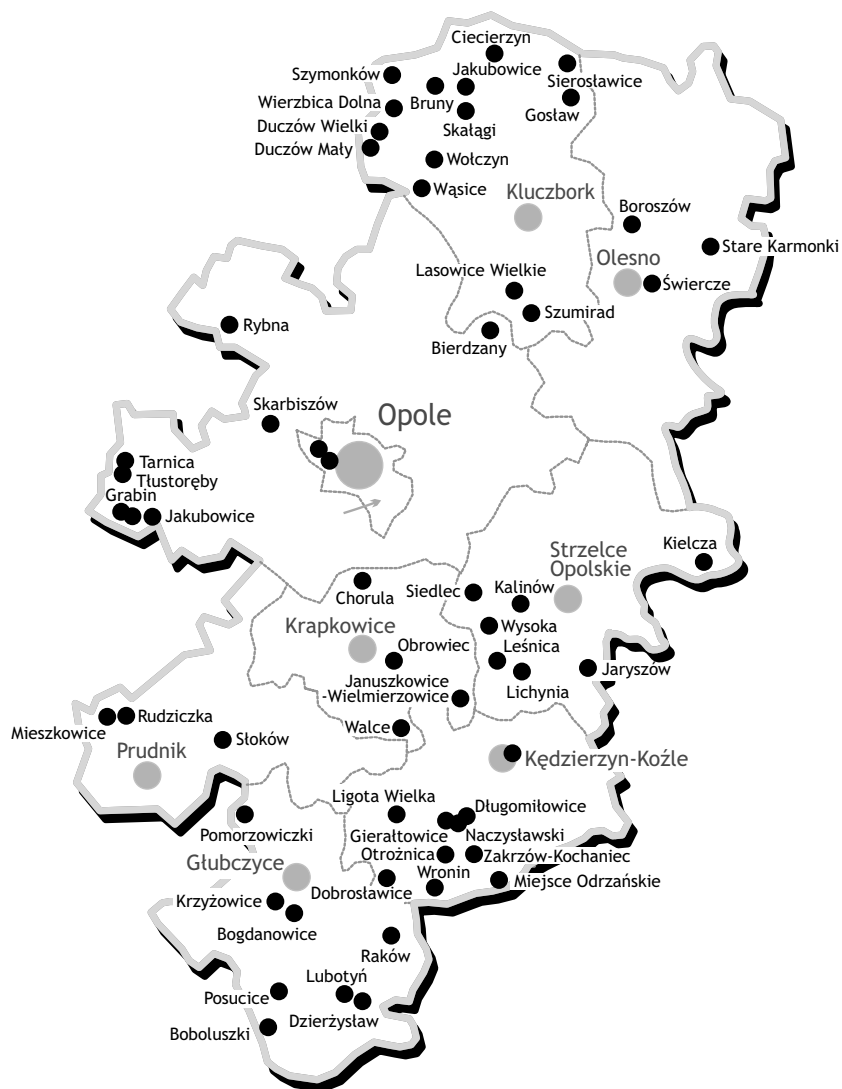 Ciecierzyn
Szymonków
Jakubowice
Sierosławice
Wierzbica Dolna
Bruny
Gosław
Duczów Wielki
Skałągi
Duczów Mały
Wołczyn
Wąsice
Kluczbork
Boroszów
Stare Karmonki
Olesno
Lasowice Wielkie
Świercze
Szumirad
Rybna
Bierdzany
Skarbiszów
Opole
Tarnica
Tłustoręby
Grabin
Jakubowice
Kielcza
Strzelce
Opolskie
Chorula
Siedlec
Kalinów
Krapkowice
Wysoka
Obrowiec
Leśnica
Jaryszów
Januszkowice
-Wielmierzowice
Lichynia
Rudziczka
Mieszkowice
Walce
Słoków
Prudnik
Kędzierzyn-Koźle
Ligota Wielka
Długomiłowice
Pomorzowiczki
Gierałtowice
Naczysławski
Otrożnica
Zakrzów-Kochaniec
Głubczyce
Wronin
Miejsce Odrzańskie
Dobrosławice
Krzyżowice
Bogdanowice
Raków
Lubotyń
Posucice
Dzierżysław
Boboluszki